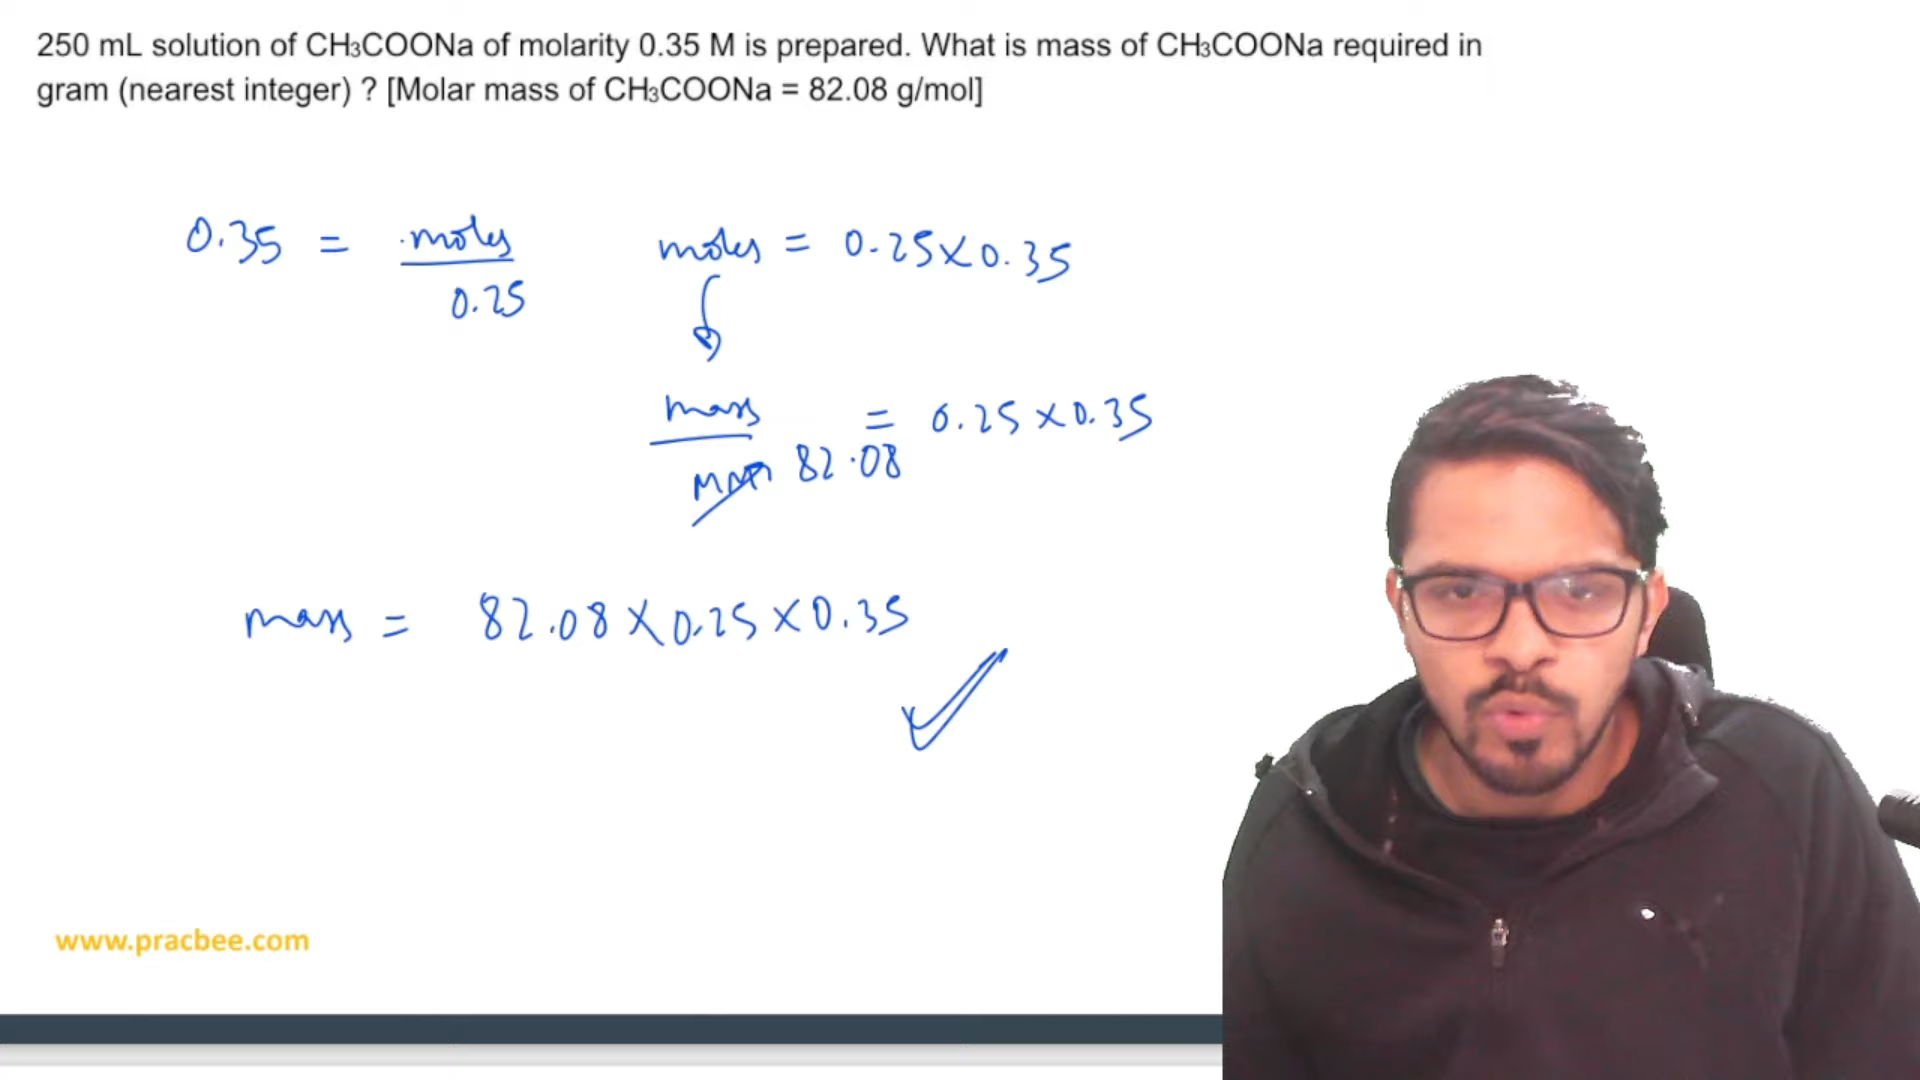 250 mL solution of CH₃COONa of molarity 0.35 M is prepared. What is mass of CH₃COONa required in
gram (nearest integer) ? [Molar mass of CH₃COONa = 82.08 g/mol]
0.35 = moles / 0.25
moles = 0.25 × 0.35
mass / 82.08 = 0.25 × 0.35
mass = 82.08 × 0.25 × 0.35
www.pracbee.com